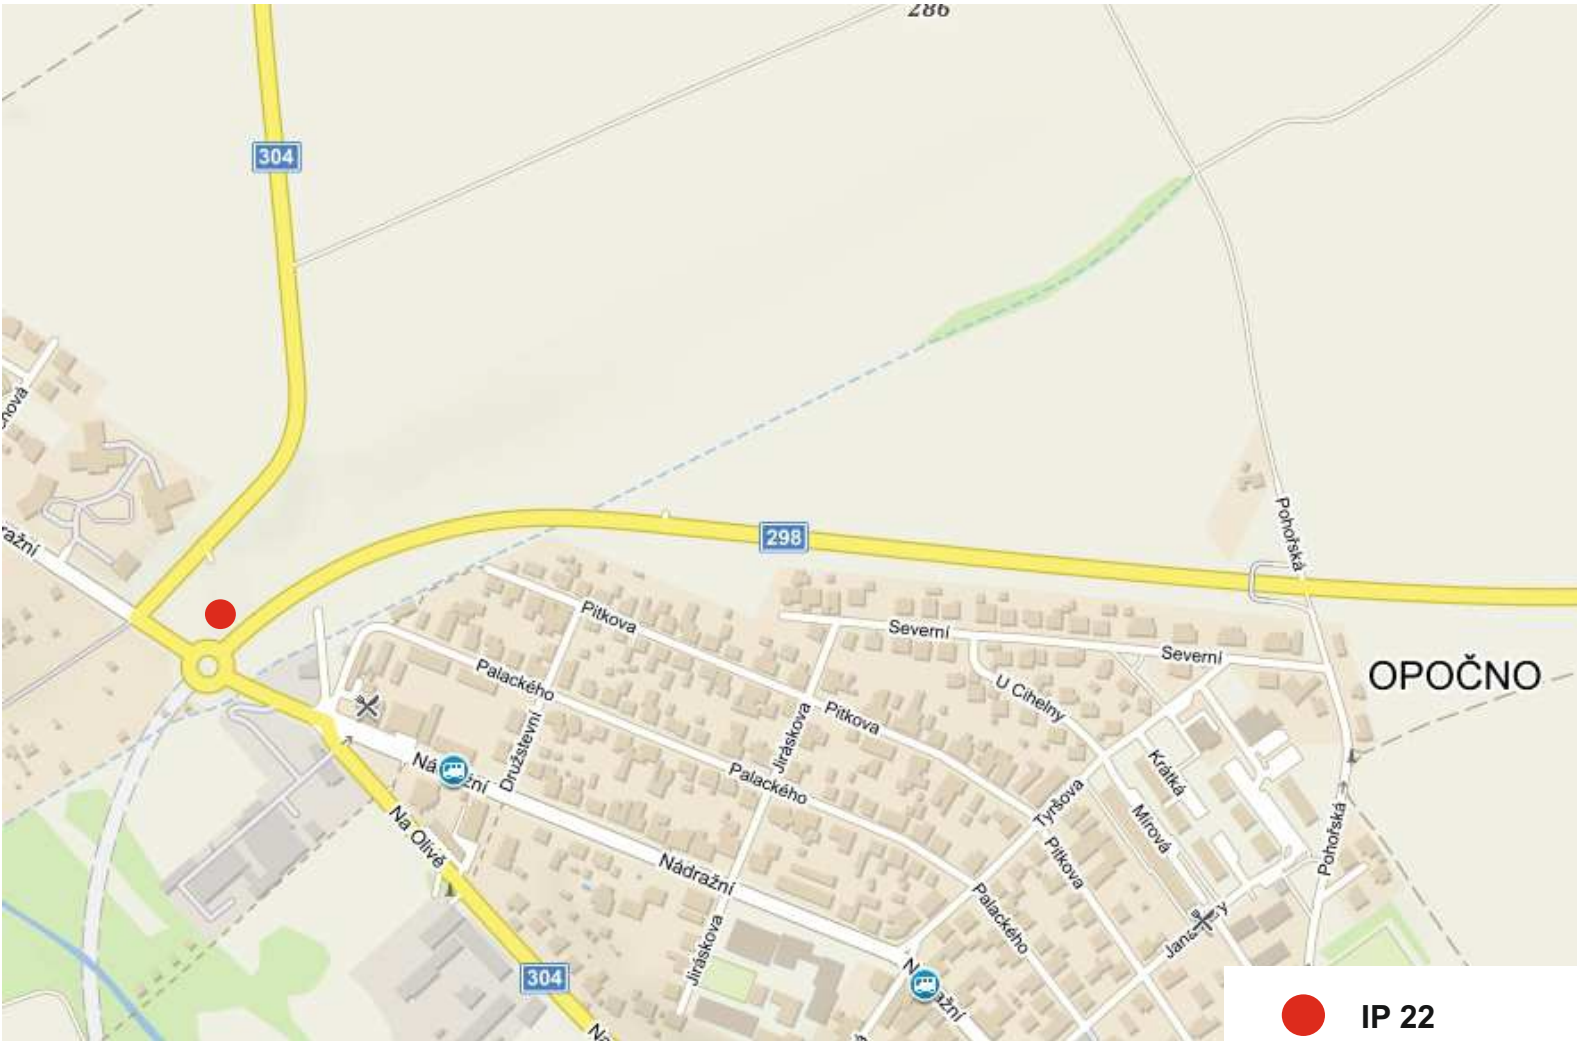 286
304
Pohořská
298
Pitkova
Severní
Severní
OPOČNO
Palackého
U Cihelny
Pitkova
Družstevní
Jiráskova
Krátká
Palackého
Tyršova
Mírová
Na Olivě
Pohořská
Pitkova
Nádražní
Palackého
Jiráskova
304
Na
IP 22